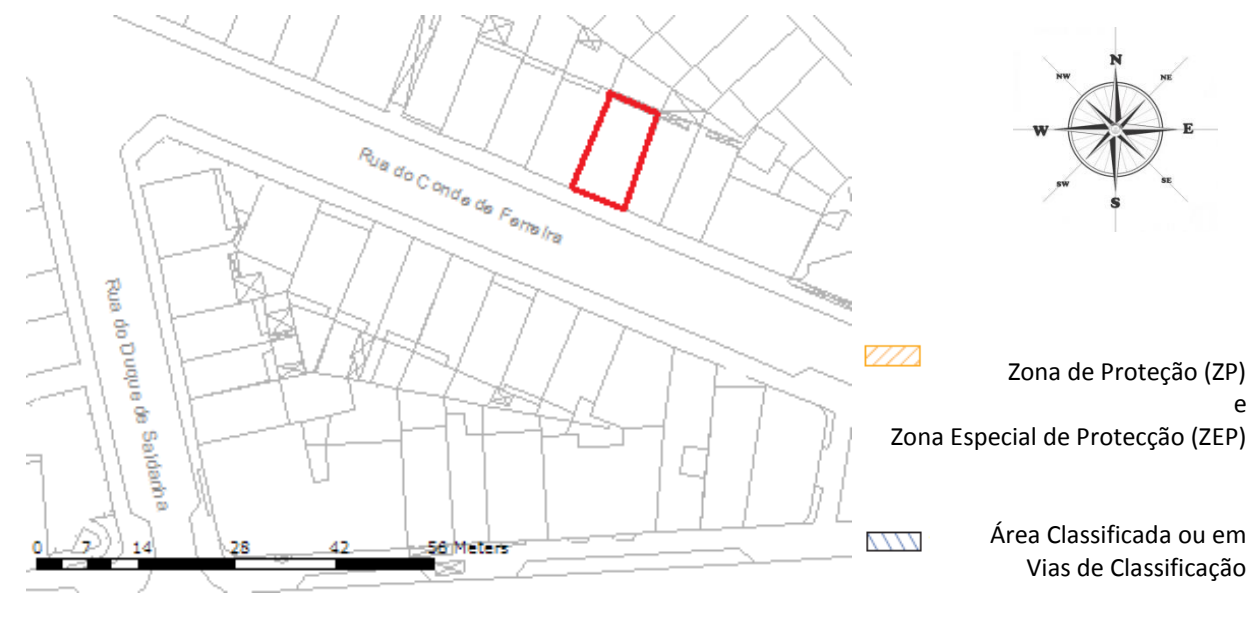 N
NW
NE
W
E
SW
SE
S
Rua do Conde de Ferreira
Rua do Duque de Saldanha
Zona de Proteção (ZP)
e
Zona Especial de Protecção (ZEP)
Área Classificada ou em
Vias de Classificação
0 7 14 28 42 56 Meters